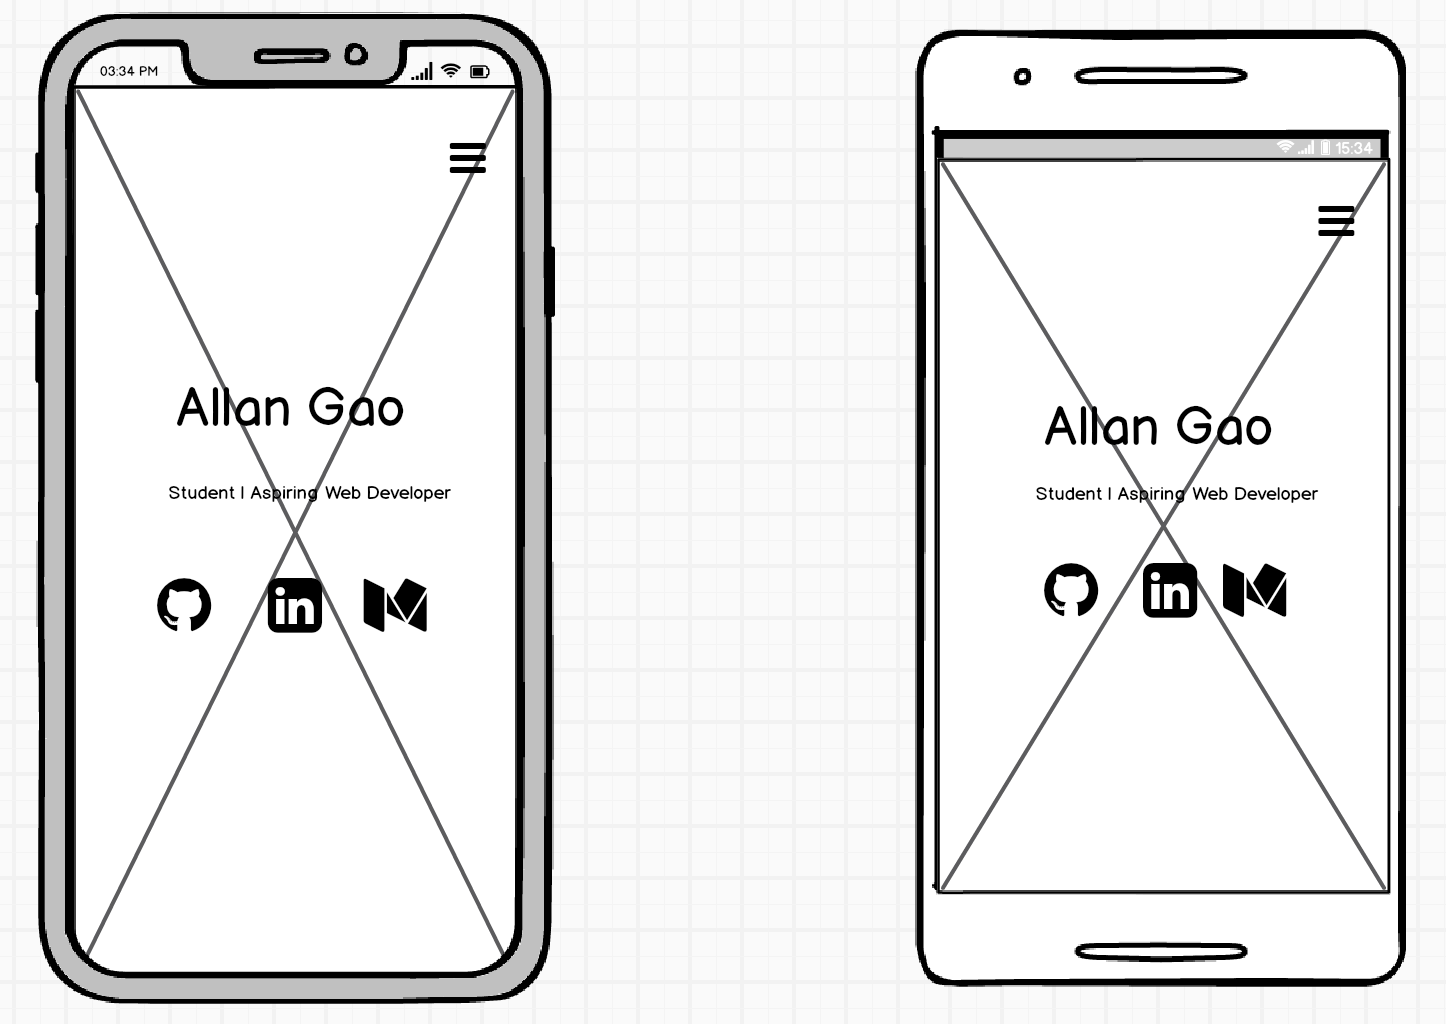 03:34 PM
Allan Gao
Student | Aspiring Web Developer
in
15:34
Allan Gao
Student | Aspiring Web Developer
in